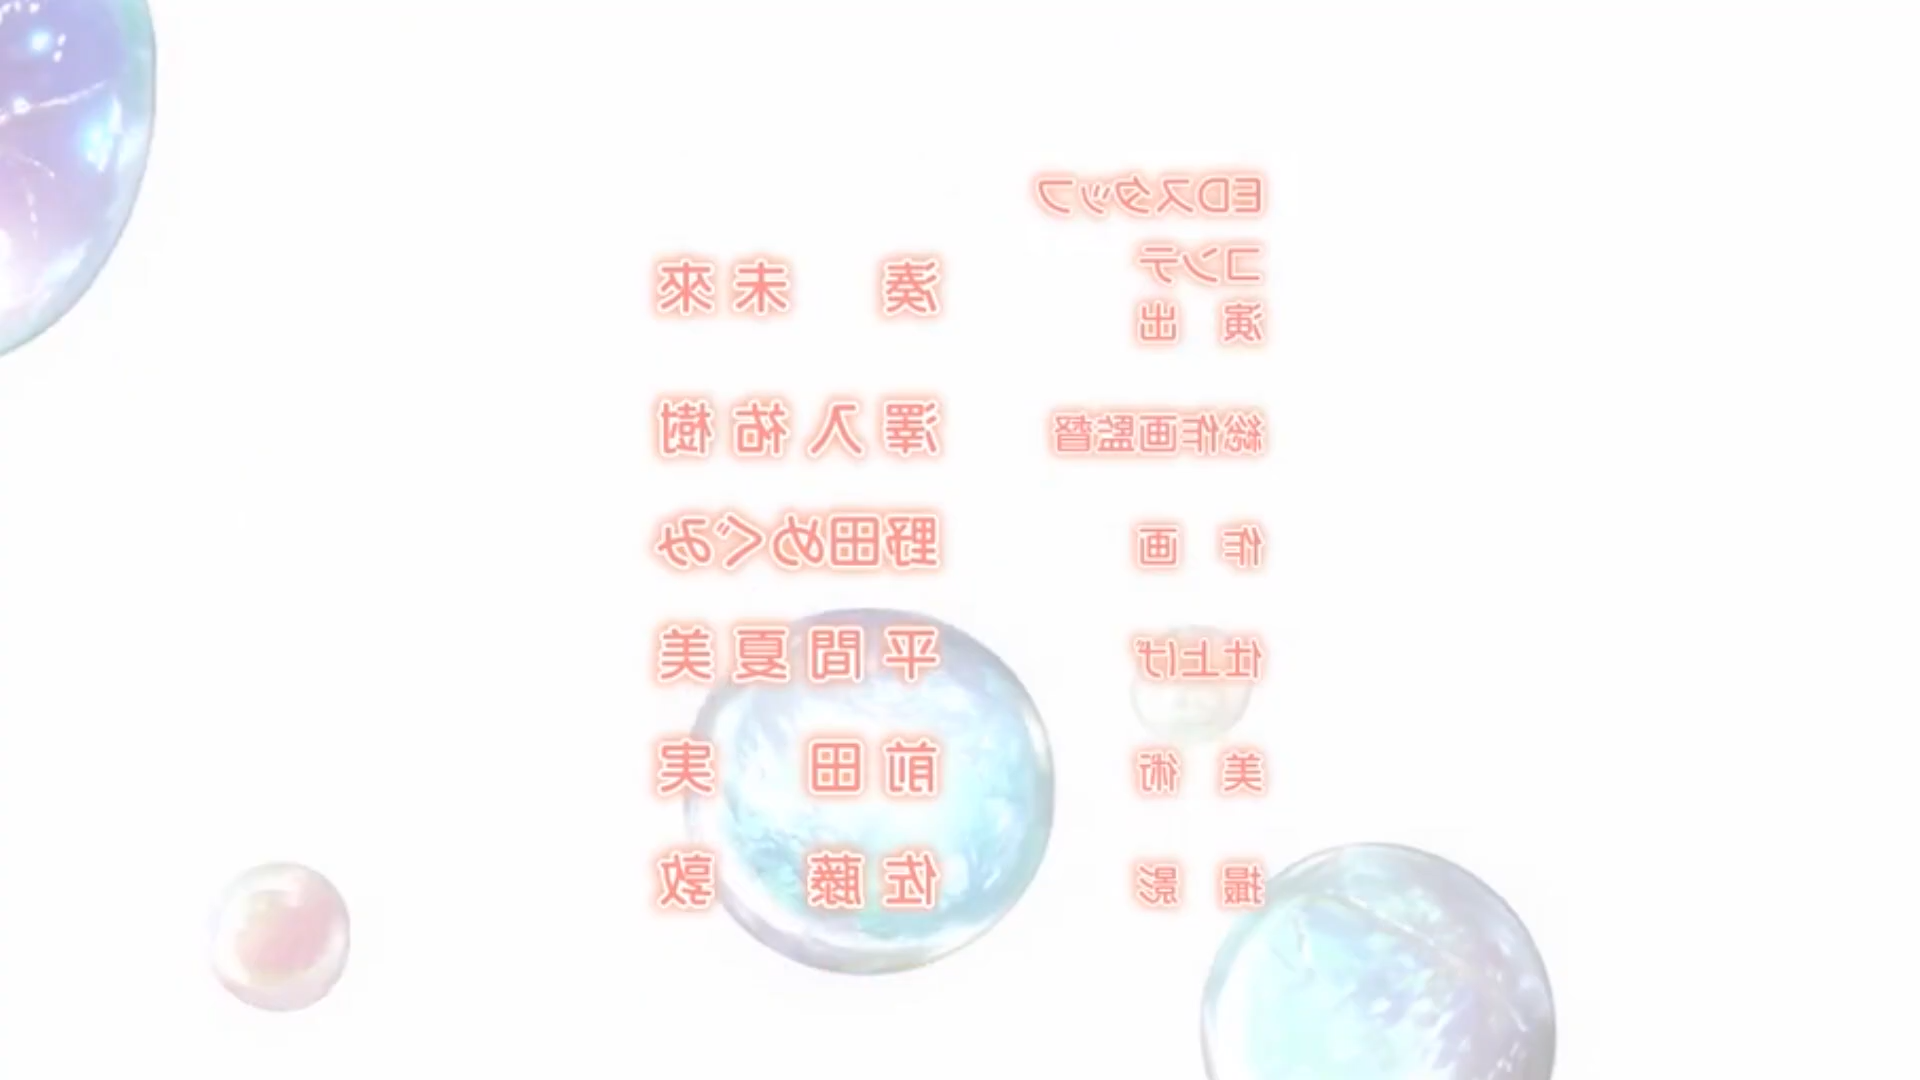 EDスタッフ
コンテ
演出 湊 未來
総作画監督 澤入祐樹
作画 野田めぐみ
仕上げ 平間夏美
美術 前田 実
撮影 佐藤 敦